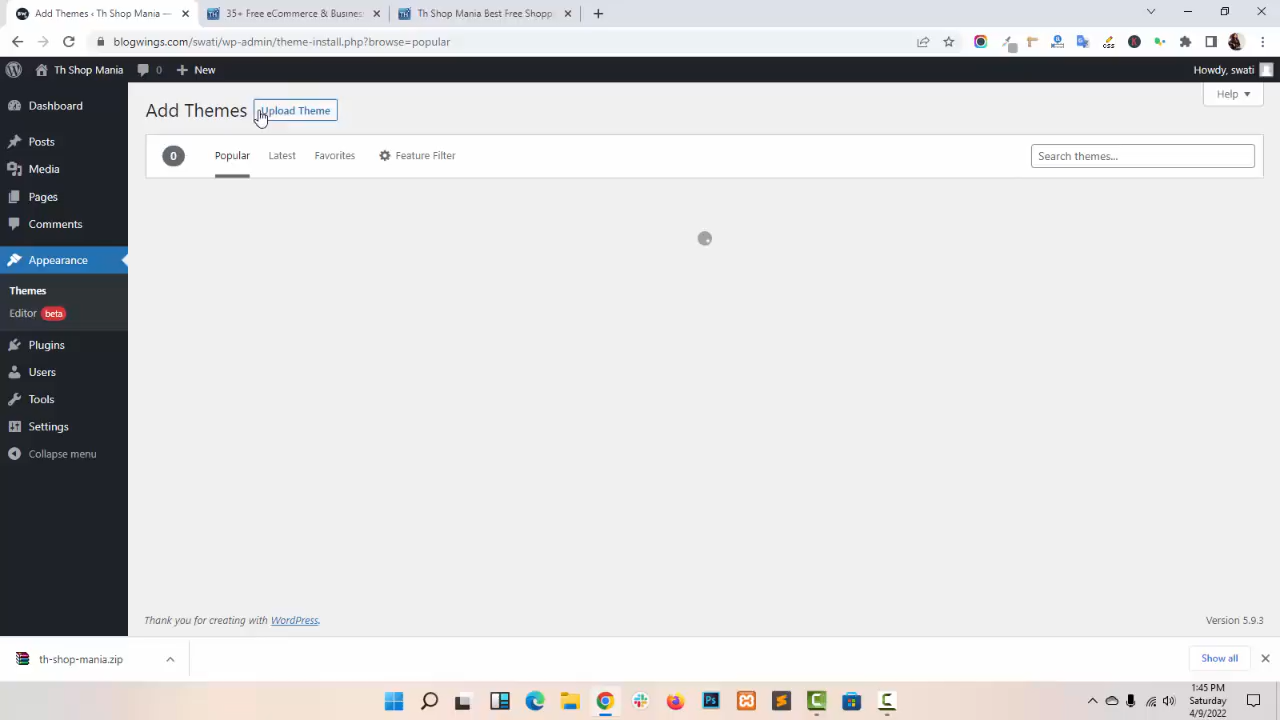 Add Themes ‹ Th Shop Mania —
35+ Free eCommerce & Busines
Th Shop Mania Best Free Shopp
blogwings.com/swati/wp-admin/theme-install.php?browse=popular
Th Shop Mania
0
New
Howdy, swati
Dashboard
Posts
Media
Pages
Comments
Appearance
Themes
Editor beta
Plugins
Users
Tools
Settings
Collapse menu
Help
Add Themes
Upload Theme
0
Popular
Latest
Favorites
Feature Filter
Search themes...
Thank you for creating with WordPress.
Version 5.9.3
th-shop-mania.zip
Show all
1:45 PM
Saturday
4/9/2022